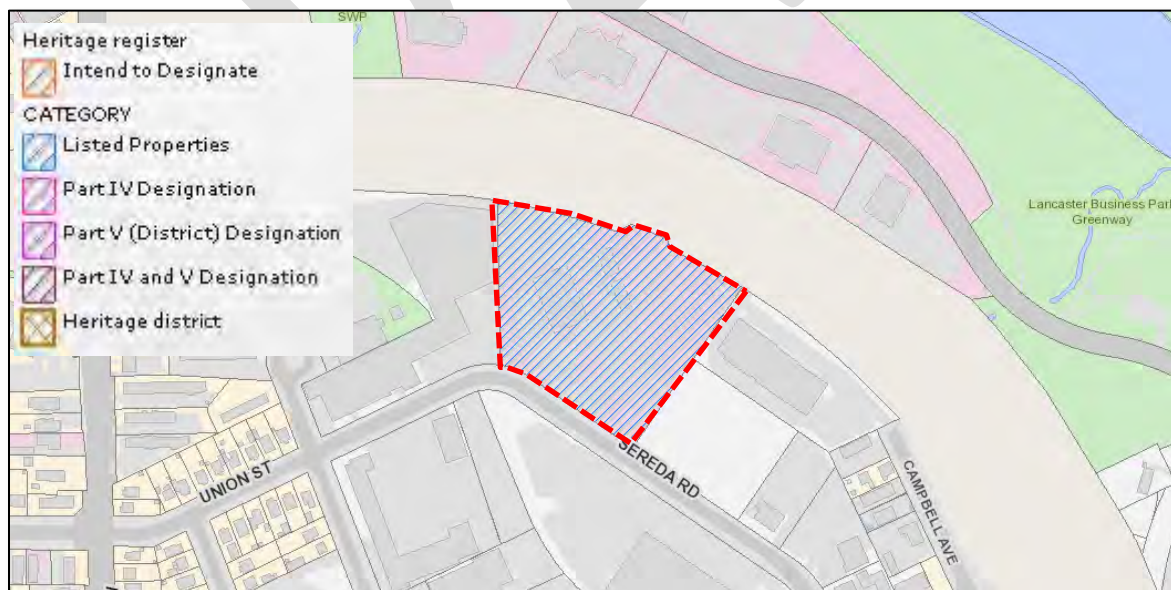 SWP
Heritage register
Intend to Designate
CATEGORY
Listed Properties
Part IV Designation
Part V (District) Designation
Part IV and V Designation
Heritage district
Lancaster Business Park
Greenway
UNION ST
SEREDA RD
CAMPBELL AVE